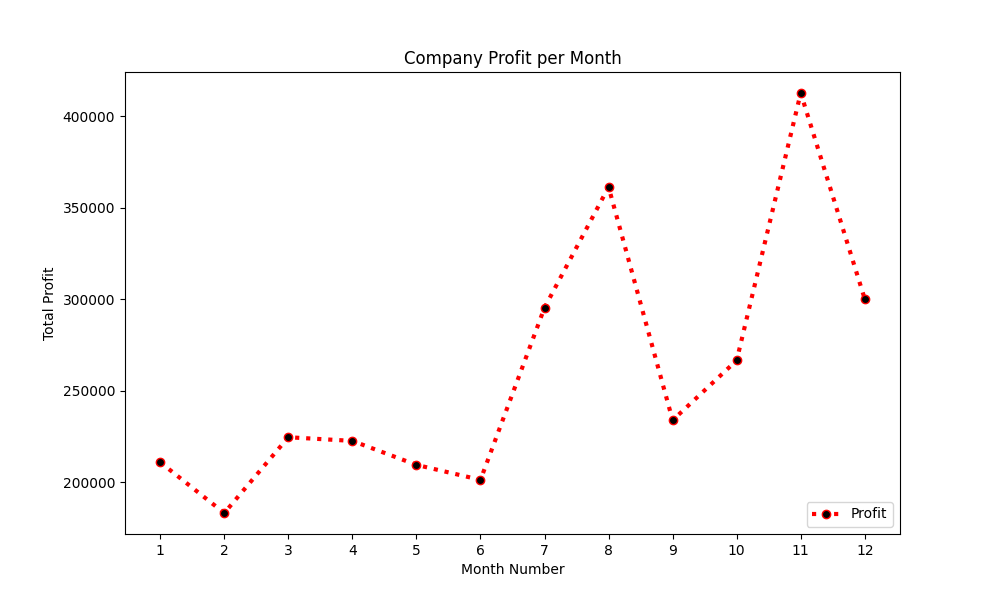 Company Profit per Month
Total Profit
400000
350000
300000
250000
200000
1 2 3 4 5 6 7 8 9 10 11 12
Month Number
Profit